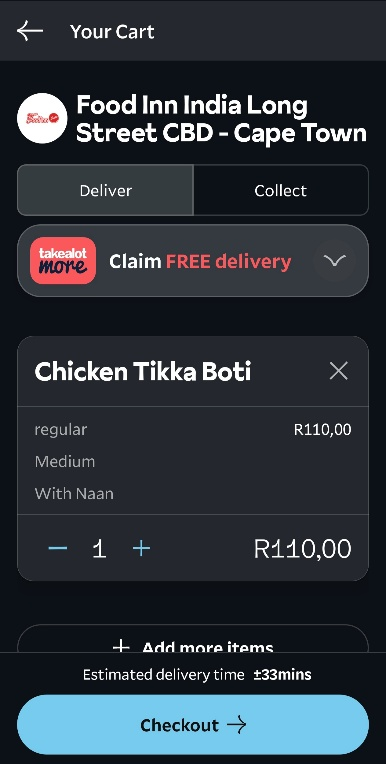 Your Cart
Food Inn India Long
Street CBD - Cape Town
Deliver
Collect
takealot
more
Claim FREE delivery
Chicken Tikka Boti
regular R110,00
Medium
With Naan
1 R110,00
Add more items
Estimated delivery time ±33mins
Checkout